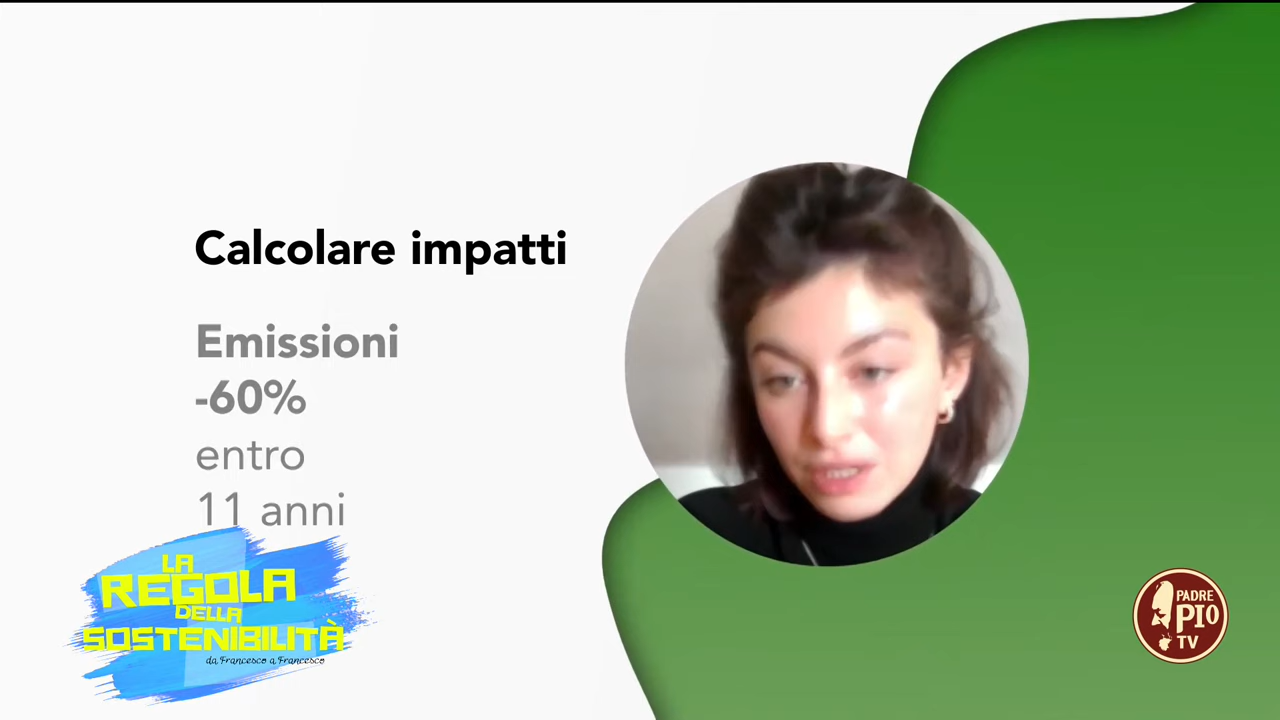 Calcolare impatti
Emissioni
-60%
entro
11 anni
LA
REGOLA
DELLA
SOSTENIBILITÀ
da Francesco a Francesco
PADRE
PIO
TV